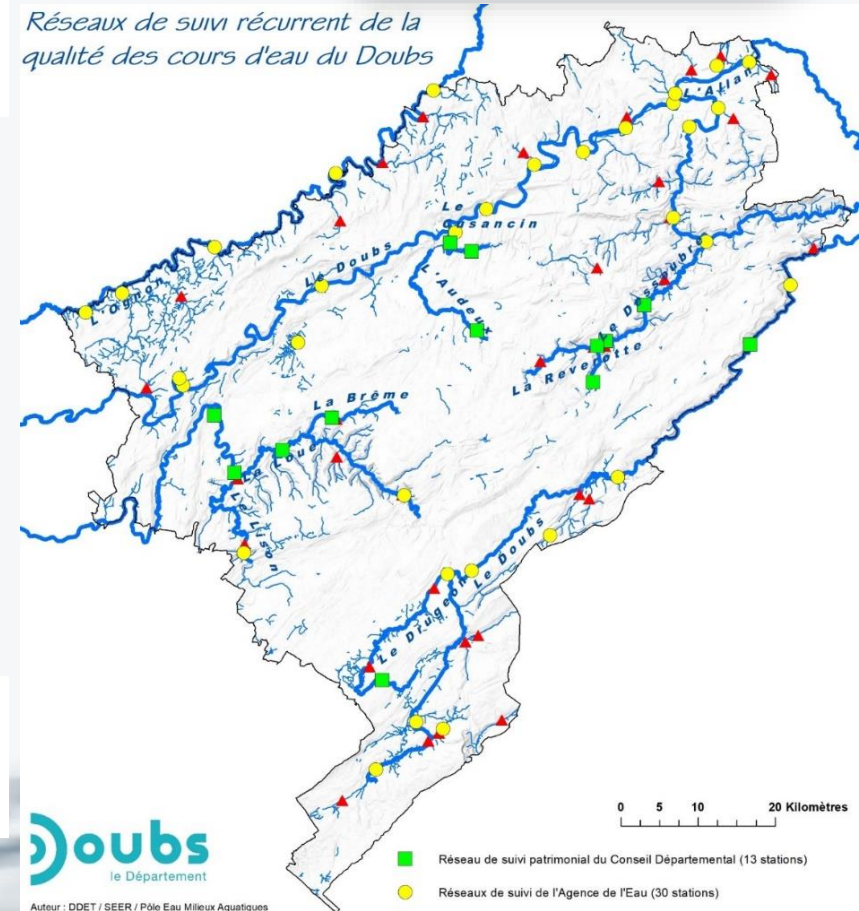 Réseaux de suivi récurrent de la
qualité des cours d'eau du Doubs
L'Allan
Le
Cusancin
Le Doubs
L'Audeux
L'Ognon
Le Dessoubre
La Reverotte
La Brême
La Loue
Le Lison
Le Doubs
Le Drugeon
0 5 10 20 Kilomètres
Doubs
le Département
Réseau de suivi patrimonial du Conseil Départemental (13 stations)
Réseaux de suivi de l'Agence de l'Eau (30 stations)
Auteur : DDET / SEER / Pôle Eau Milieux Aquatiques